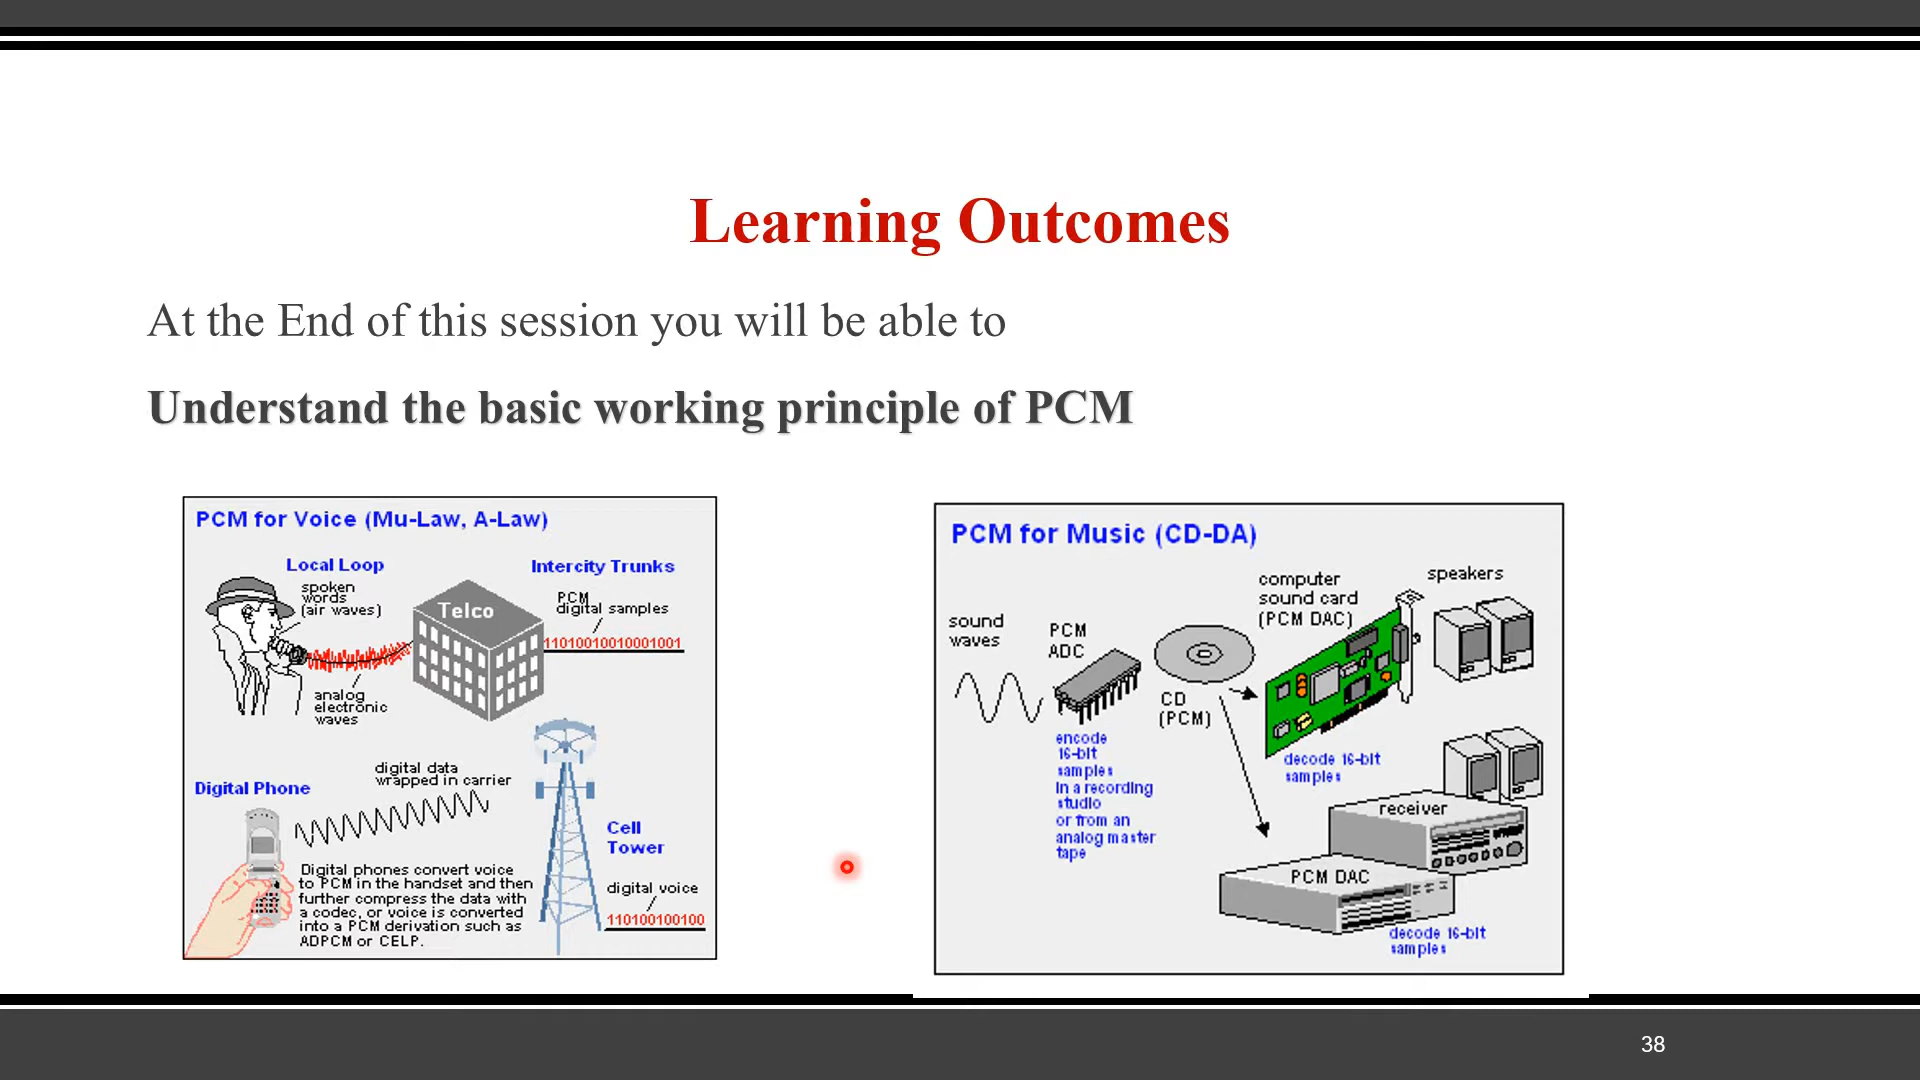 Learning Outcomes
At the End of this session you will be able to
Understand the basic working principle of PCM
PCM for Voice (Mu-Law, A-Law)
Local Loop
spoken
words
(air waves)
Telco
Intercity Trunks
PCM
digital samples
11010010010001001
analog
electronic
waves
digital data
wrapped in carrier
Digital Phone
Cell
Tower
Digital phones convert voice
to PCM in the handset and then
further compress the data with
a codec, or voice is converted
into a PCM derivation such as
ADPCM or CELP.
digital voice
110100100100
PCM for Music (CD-DA)
sound
waves
PCM
ADC
encode
16-bit
samples
in a recording
studio
or from an
analog master
tape
CD
(PCM)
computer
sound card
(PCM DAC)
speakers
decode 16-bit
samples
receiver
PCM DAC
decode 16-bit
samples
38